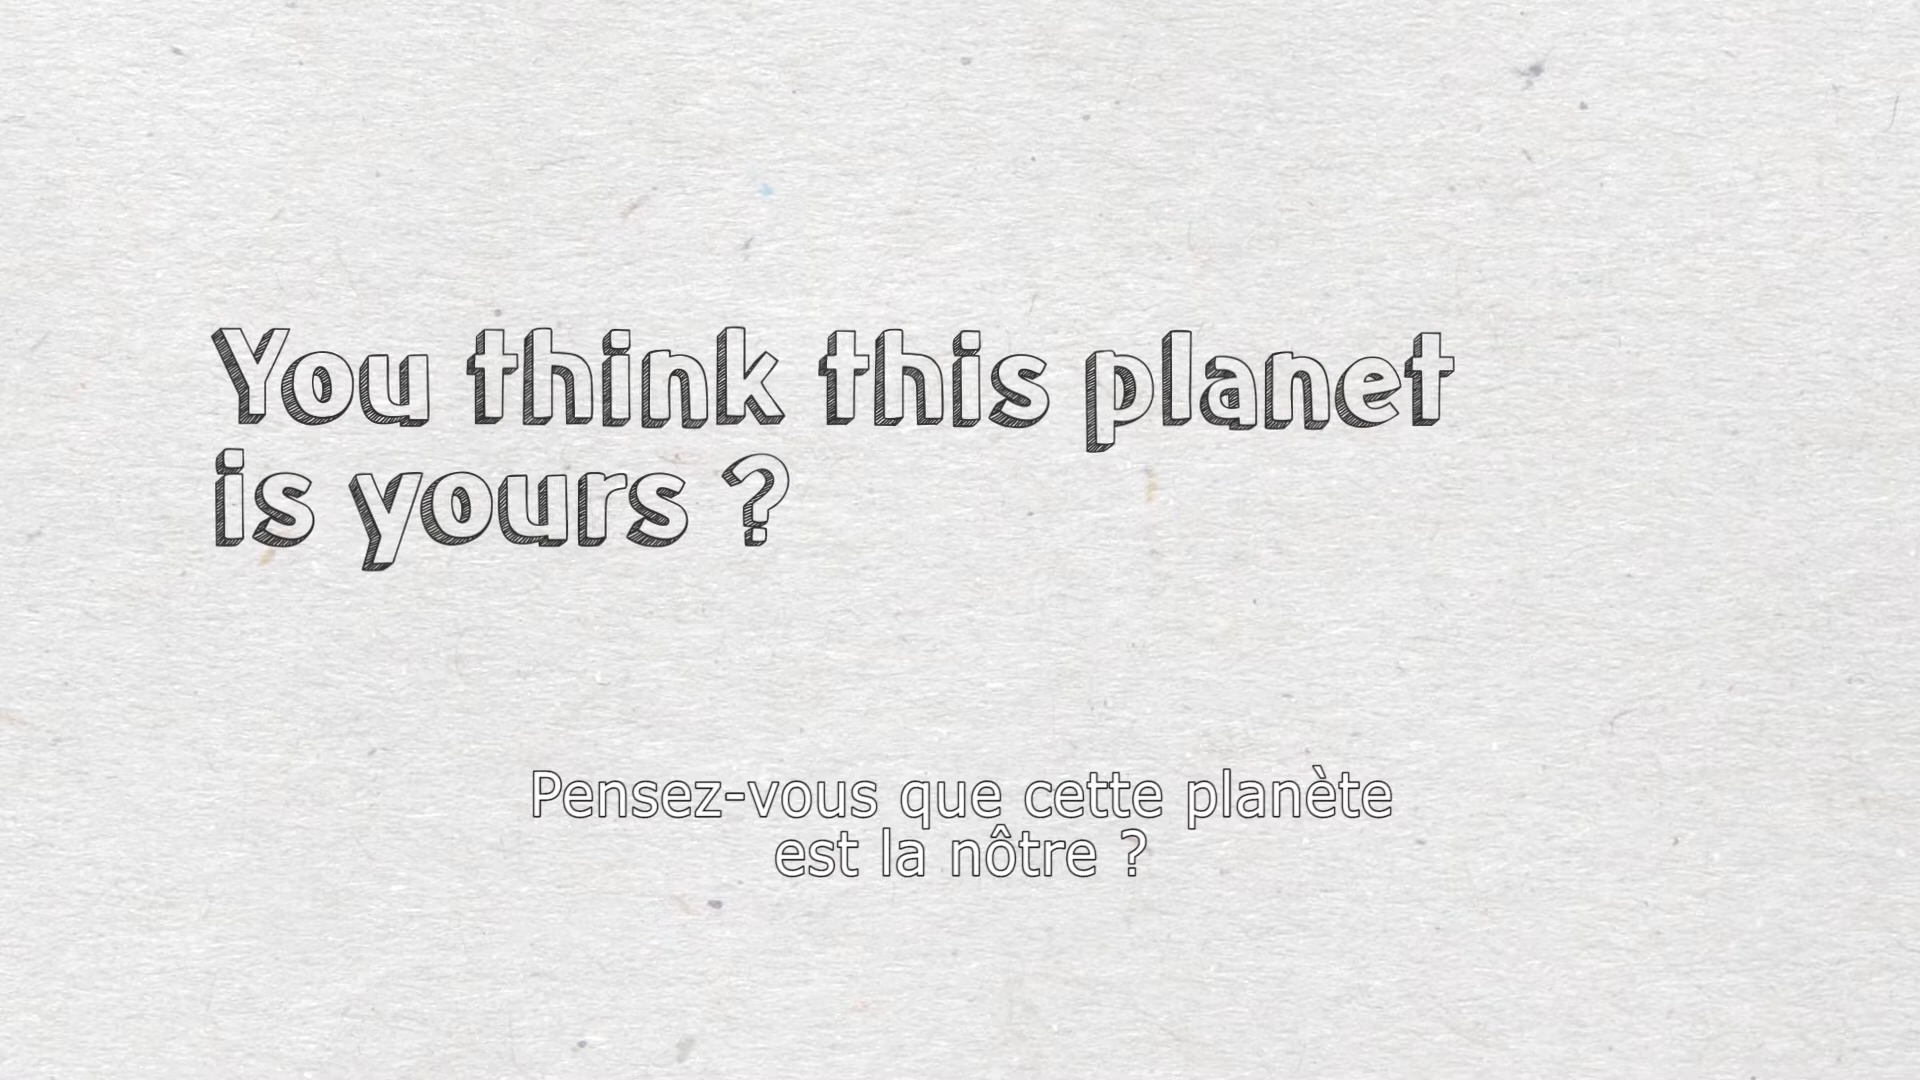 You think this planet
is yours ?
Pensez-vous que cette planète
est la nôtre ?